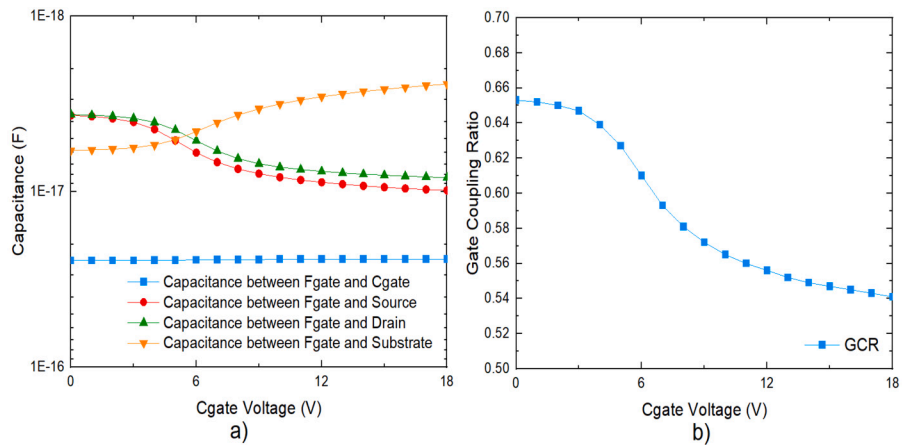 1E-18
1E-17
1E-16
Capacitance (F)
Capacitance between Fgate and Cgate
Capacitance between Fgate and Source
Capacitance between Fgate and Drain
Capacitance between Fgate and Substrate
0 6 12 18
Cgate Voltage (V)
a)
0.70
0.68
0.66
0.64
0.62
0.60
0.58
0.56
0.54
0.52
0.50
Gate Coupling Ratio
GCR
0 6 12 18
Cgate Voltage (V)
b)